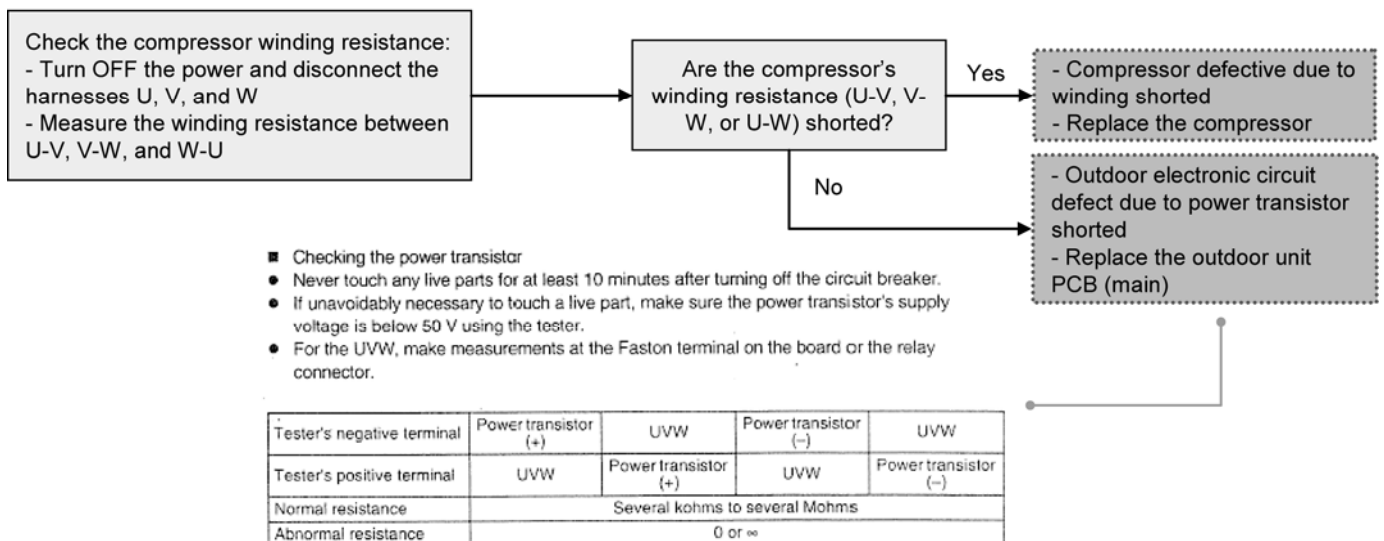 Check the compressor winding resistance:
- Turn OFF the power and disconnect the
harnesses U, V, and W
- Measure the winding resistance between
U-V, V-W, and W-U
Are the compressor's
winding resistance (U-V, V-
W, or U-W) shorted?
Yes
- Compressor defective due to
winding shorted
- Replace the compressor
No
- Outdoor electronic circuit
defect due to power transistor
shorted
- Replace the outdoor unit
PCB (main)
■ Checking the power transistor
● Never touch any live parts for at least 10 minutes after turning off the circuit breaker.
● If unavoidably necessary to touch a live part, make sure the power transistor's supply
voltage is below 50 V using the tester.
● For the UVW, make measurements at the Faston terminal on the board or the relay
connector.
Tester's negative terminal Power transistor (+) UVW Power transistor (–) UVW
Tester's positive terminal UVW Power transistor (+) UVW Power transistor (–)
Normal resistance Several kohms to several Mohms
Abnormal resistance 0 or ∞